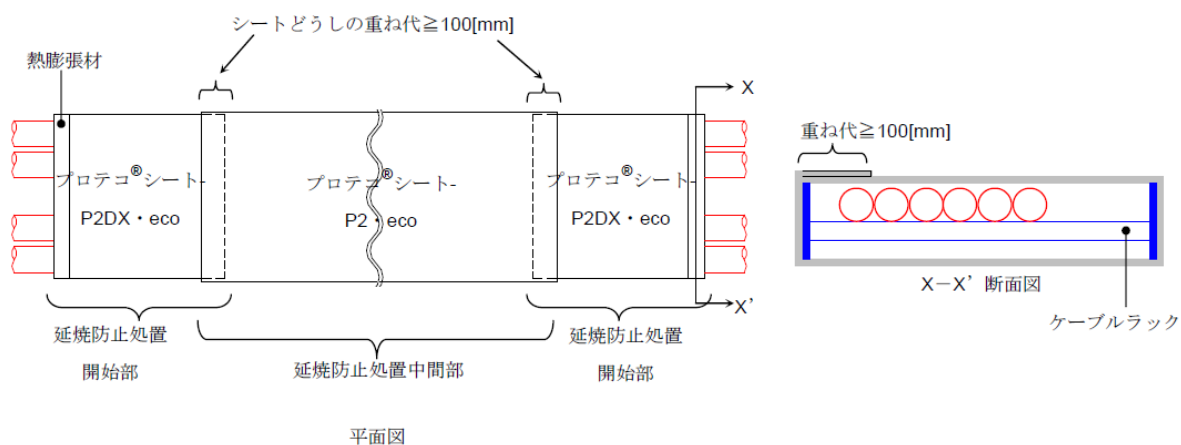 シートどうしの重ね代≧100[mm]
熱膨張材
X
プロテコ®シート-
P2DX・eco
プロテコ®シート-
P2・eco
プロテコ®シート-
P2DX・eco
X’
延焼防止処置
開始部
延焼防止処置中間部
延焼防止処置
開始部
平面図
重ね代≧100[mm]
X－X’ 断面図
ケーブルラック